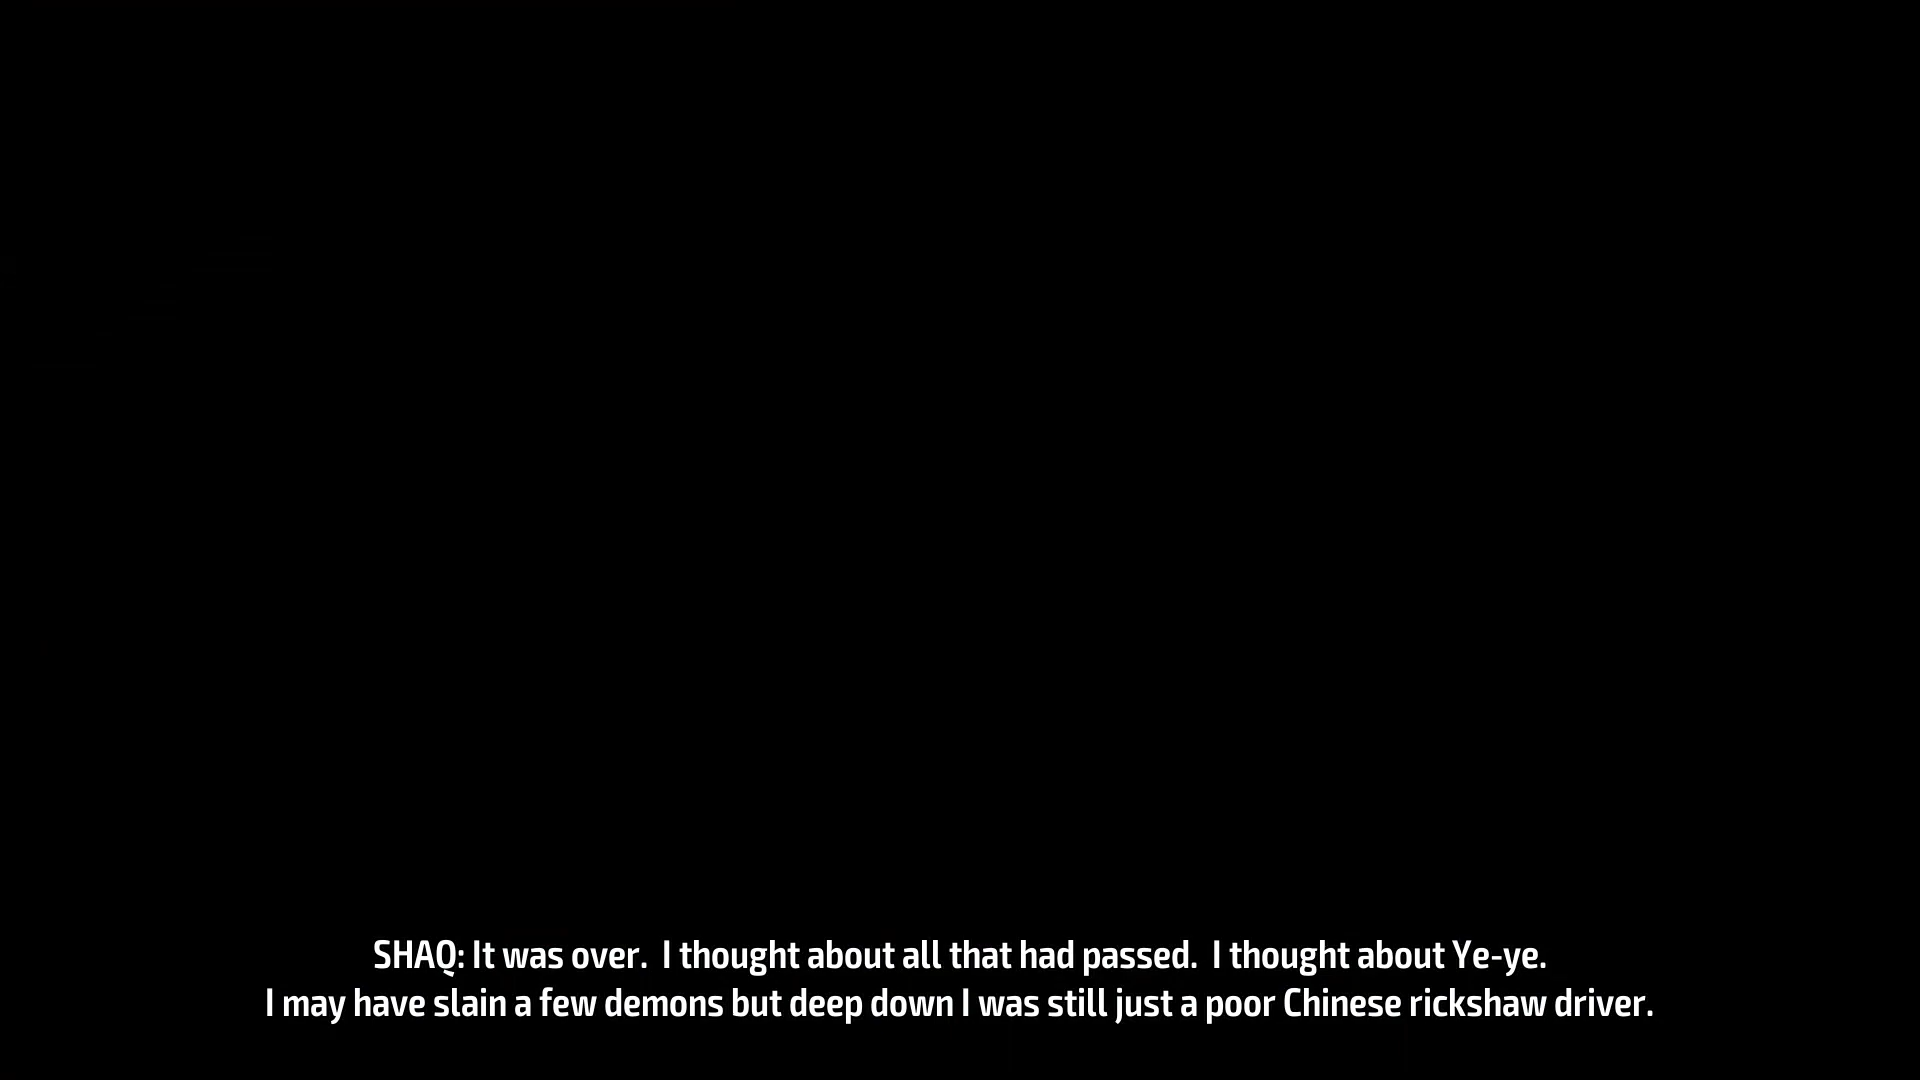 SHAQ: It was over.  I thought about all that had passed.  I thought about Ye-ye.
I may have slain a few demons but deep down I was still just a poor Chinese rickshaw driver.